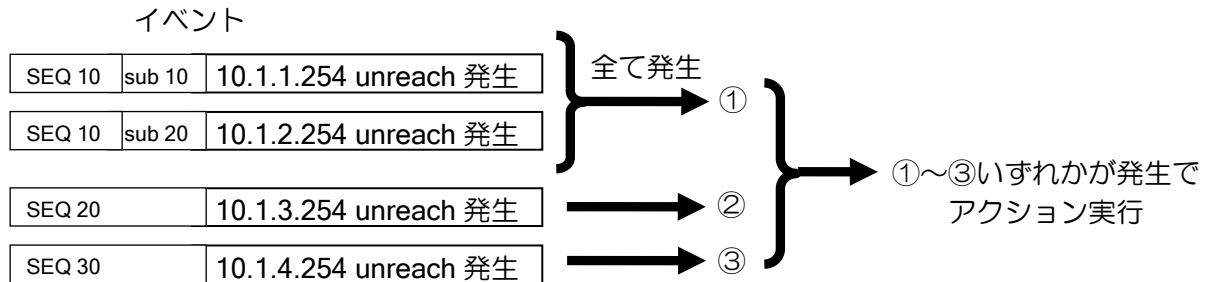 イベント
SEQ 10 sub 10 10.1.1.254 unreach 発生
SEQ 10 sub 20 10.1.2.254 unreach 発生
全て発生
①
SEQ 20 10.1.3.254 unreach 発生
②
SEQ 30 10.1.4.254 unreach 発生
③
①~③いずれかが発生で
アクション実行